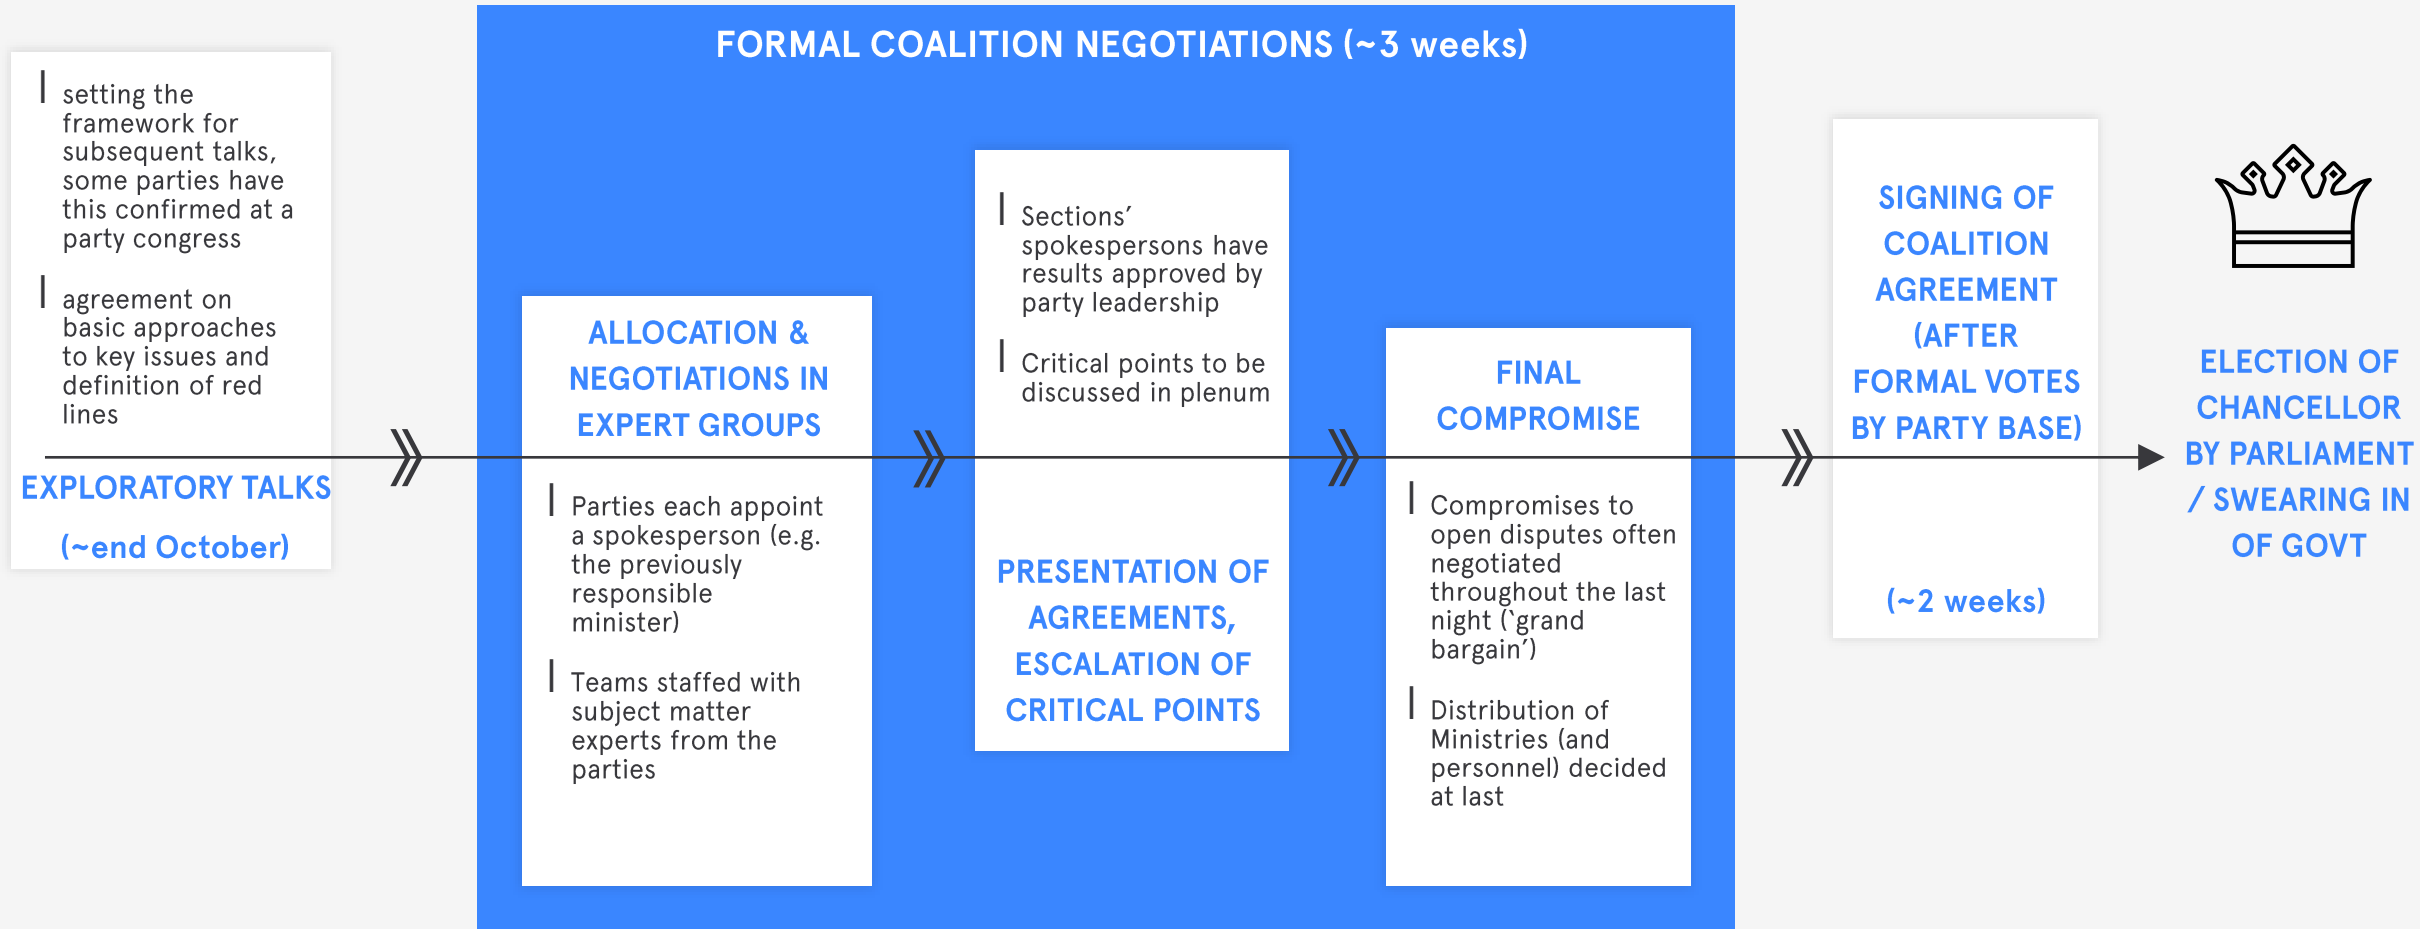 FORMAL COALITION NEGOTIATIONS (~3 weeks)
setting the
framework for
subsequent talks,
some parties have
this confirmed at a
party congress
agreement on
basic approaches
to key issues and
definition of red
lines
EXPLORATORY TALKS
(~end October)
ALLOCATION &
NEGOTIATIONS IN
EXPERT GROUPS
Parties each appoint
a spokesperson (e.g.
the previously
responsible
minister)
Teams staffed with
subject matter
experts from the
parties
Sections’
spokespersons have
results approved by
party leadership
Critical points to be
discussed in plenum
PRESENTATION OF
AGREEMENTS,
ESCALATION OF
CRITICAL POINTS
FINAL
COMPROMISE
Compromises to
open disputes often
negotiated
throughout the last
night (‘grand
bargain’)
Distribution of
Ministries (and
personnel) decided
at last
SIGNING OF
COALITION
AGREEMENT
(AFTER
FORMAL VOTES
BY PARTY BASE)
(~2 weeks)
ELECTION OF
CHANCELLOR
BY PARLIAMENT
/ SWEARING IN
OF GOVT